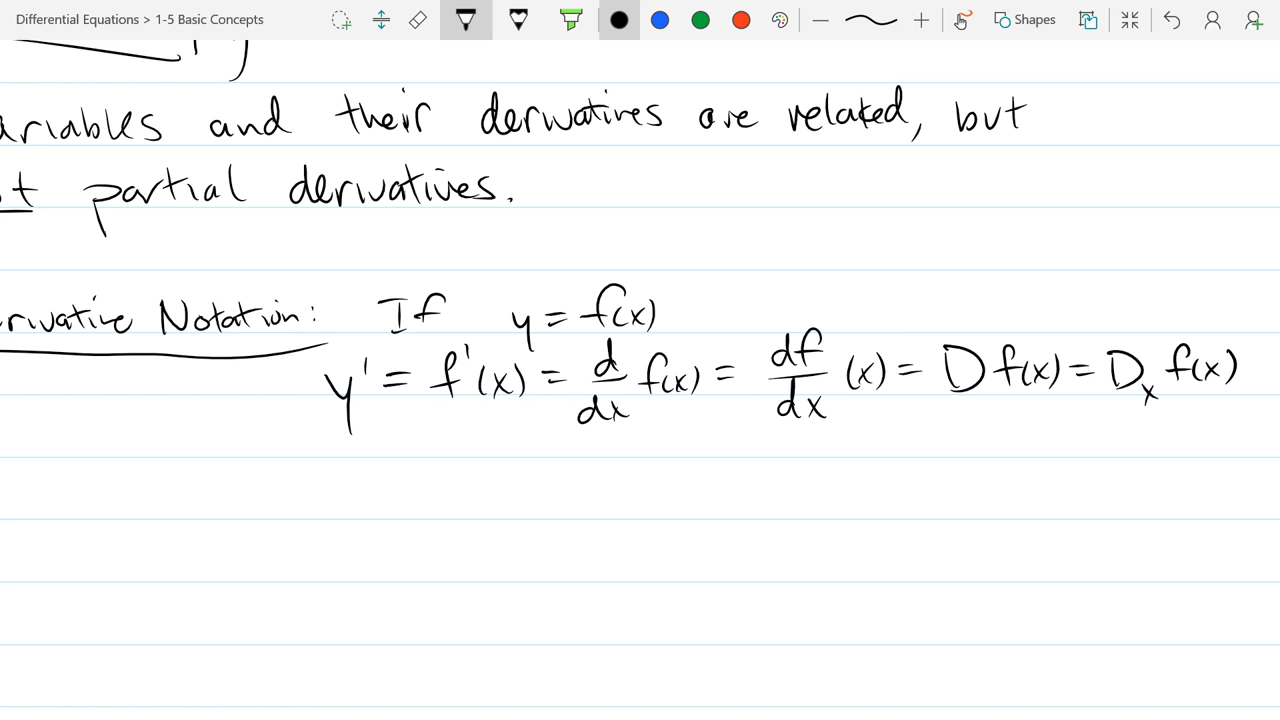 Differential Equations > 1-5 Basic Concepts
Shapes
ariables and their derivatives are related, but
t partial derivatives.
rivative Notation: If y = f(x)
y' = f'(x) = d/dx f(x) = df/dx (x) = D f(x) = Dₓ f(x)